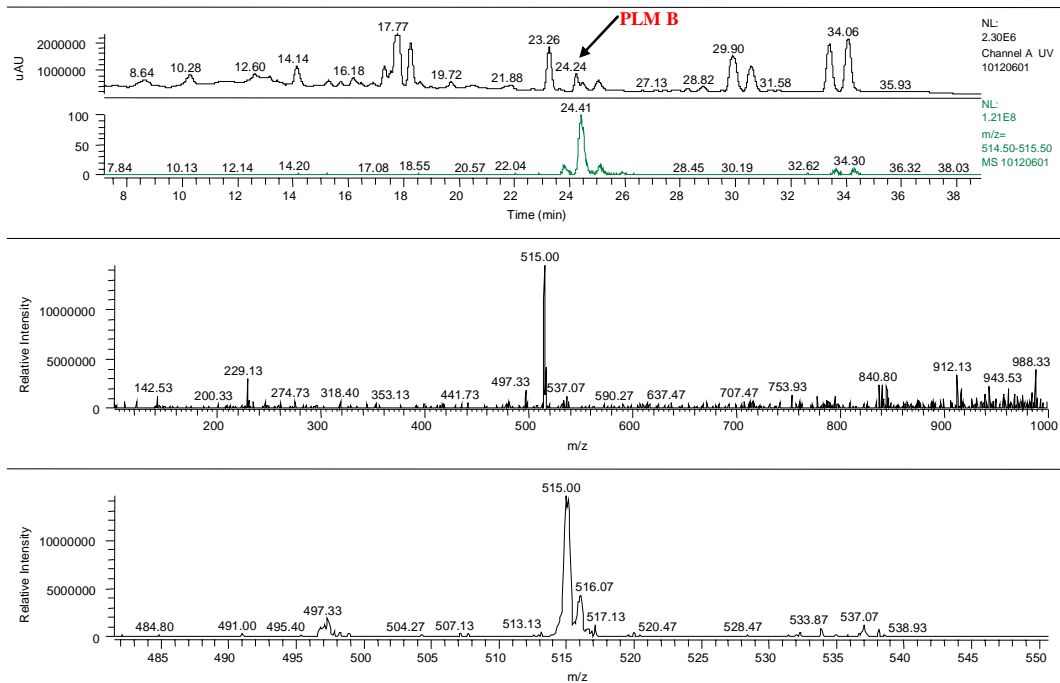 PLM B
17.77
34.06
23.26
24.24
29.90
14.14
12.60
10.28
8.64
16.18
19.72
21.88
27.13
28.82
31.58
35.93
2000000
1000000
uAU
NL:
2.30E6
Channel A UV
10120601
24.41
7.84 10.13 12.14 14.20 17.08 18.55 20.57 22.04 28.45 30.19 32.62 34.30 36.32 38.03
100
50
0
NL:
1.21E8
m/z=
514.50-515.50
MS 10120601
8 10 12 14 16 18 20 22 24 26 28 30 32 34 36 38
Time (min)
515.00
10000000
5000000
0
Relative Intensity
142.53 200.33 229.13 274.73 318.40 353.13 441.73 497.33 537.07 590.27 637.47 707.47 753.93 840.80 912.13 943.53 988.33
200 300 400 500 600 700 800 900 1000
m/z
515.00
10000000
5000000
0
Relative Intensity
484.80 491.00 495.40 497.33 504.27 507.13 513.13 516.07 517.13 520.47 528.47 533.87 537.07 538.93
485 490 495 500 505 510 515 520 525 530 535 540 545 550
m/z